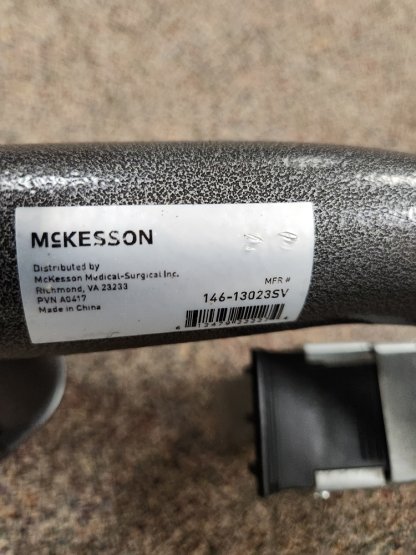 McKESSON
Distributed by
McKesson Medical-Surgical Inc.
Richmond, VA 23233
PVN A0417
Made in China
MFR #
146-13023SV